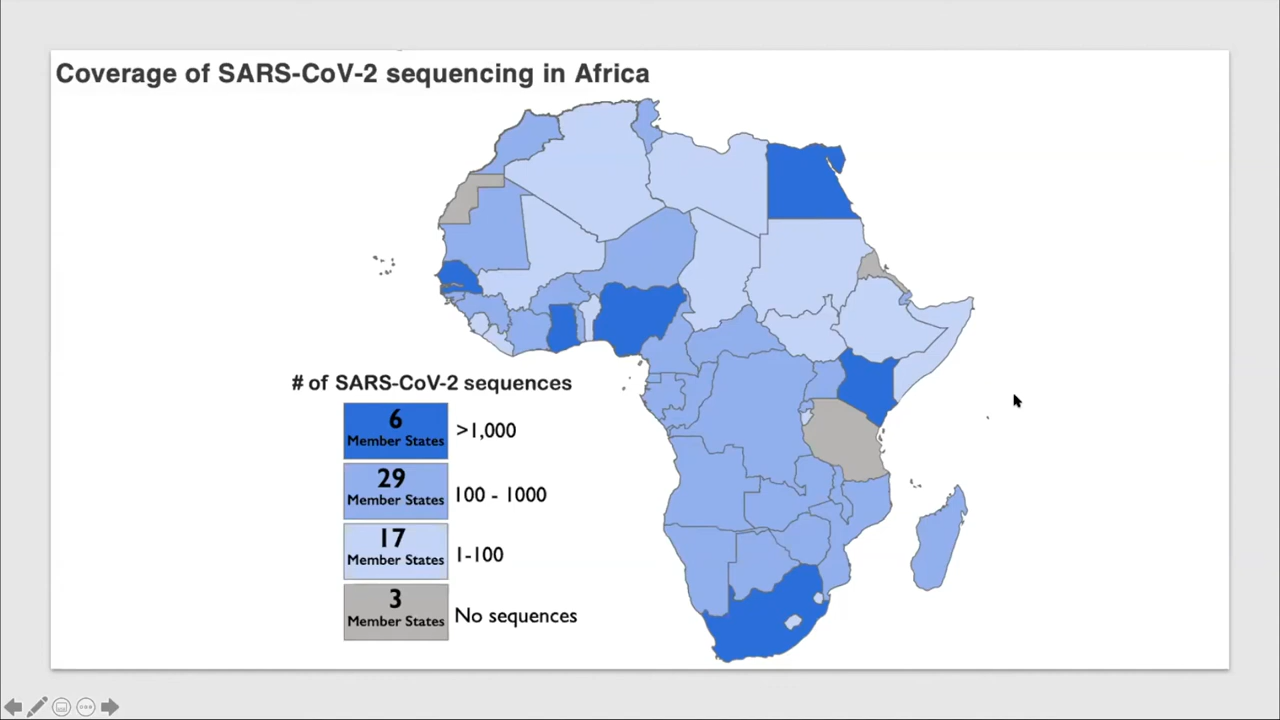 Coverage of SARS-CoV-2 sequencing in Africa
# of SARS-CoV-2 sequences
6
Member States
>1,000
29
Member States
100 - 1000
17
Member States
1-100
3
Member States
No sequences